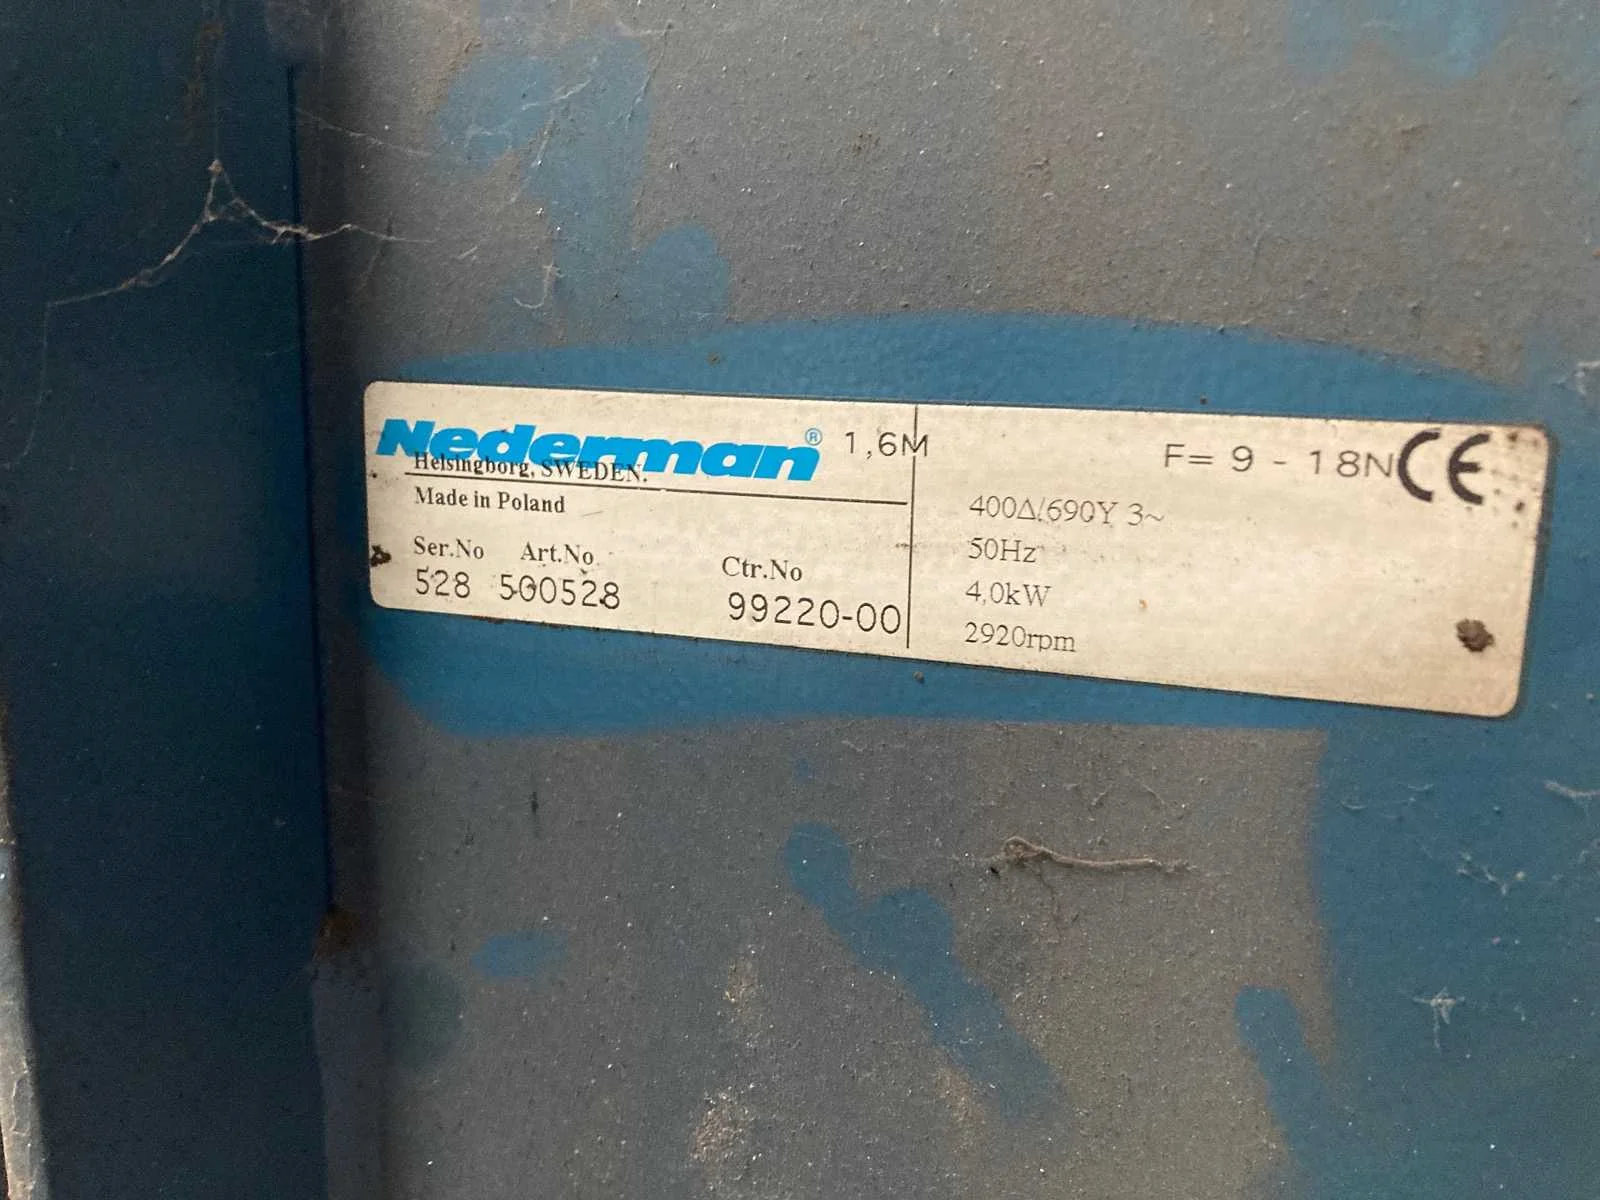 Nederman® 1,6M
Helsingborg, SWEDEN.
Made in Poland
Ser.No Art.No Ctr.No
528 500528 99220-00
F= 9 - 18N CE
400Δ/690Y 3~
50Hz
4,0kW
2920rpm